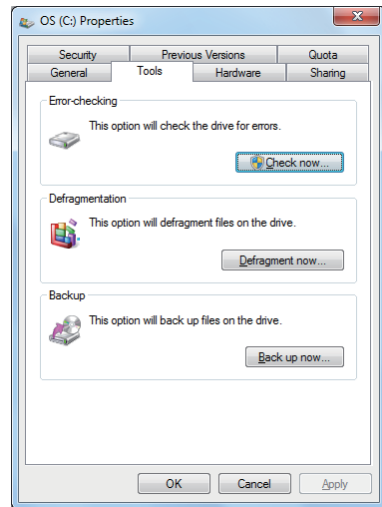 OS (C:) Properties
Security Previous Versions Quota
General Tools Hardware Sharing
Error-checking
This option will check the drive for errors.
Check now...
Defragmentation
This option will defragment files on the drive.
Defragment now...
Backup
This option will back up files on the drive.
Back up now...
OK Cancel Apply